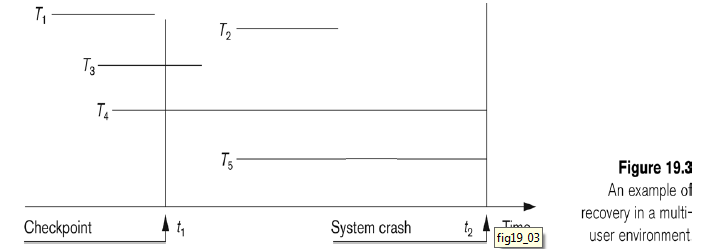 T1
T2
T3
T4
T5
Checkpoint
t1
System crash
t2
Time
fig19_03
Figure 19.3
An example of
recovery in a multi-
user environment